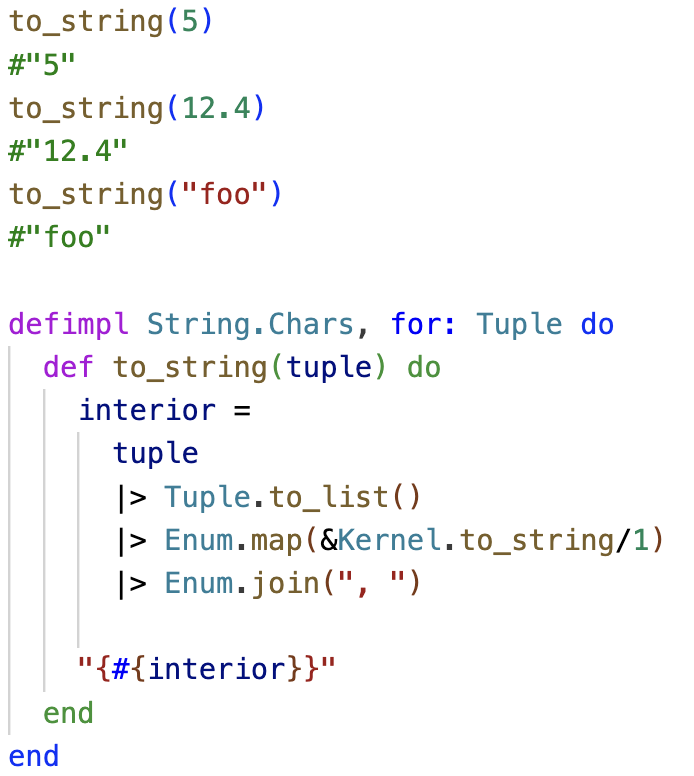 to_string(5)
#"5"
to_string(12.4)
#"12.4"
to_string("foo")
#"foo"

defimpl String.Chars, for: Tuple do
  def to_string(tuple) do
    interior =
      tuple
      |> Tuple.to_list()
      |> Enum.map(&Kernel.to_string/1)
      |> Enum.join(", ")

    "{#{interior}}"
  end
end